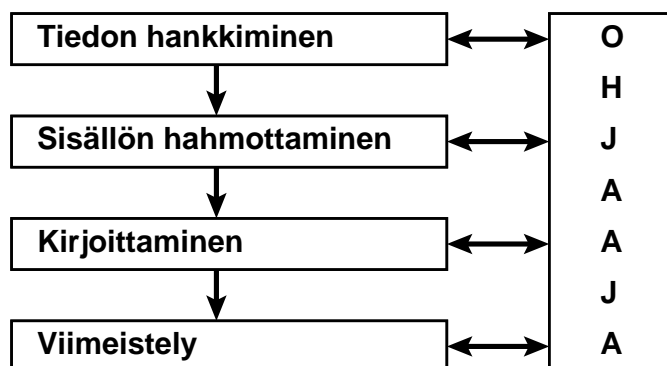 Tiedon hankkiminen
Sisällön hahmottaminen
Kirjoittaminen
Viimeistely
O
H
J
A
A
J
A